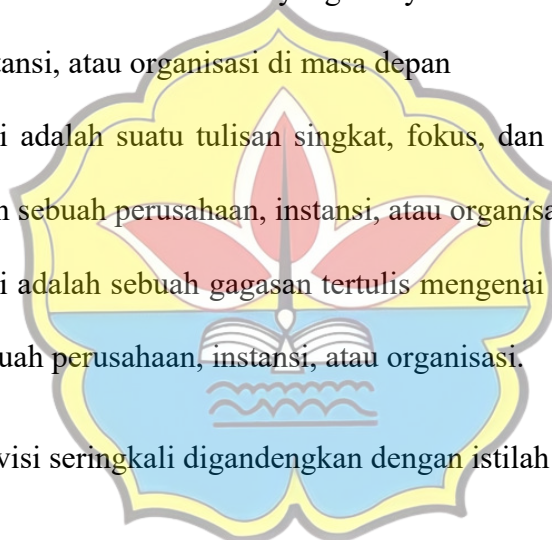 tansi, atau organisasi di masa depan
i adalah suatu tulisan singkat, fokus, dan
sebuah perusahaan, instansi, atau organisa
i adalah sebuah gagasan tertulis mengenai
uah perusahaan, instansi, atau organisasi.
visi seringkali digandengkan dengan istilah